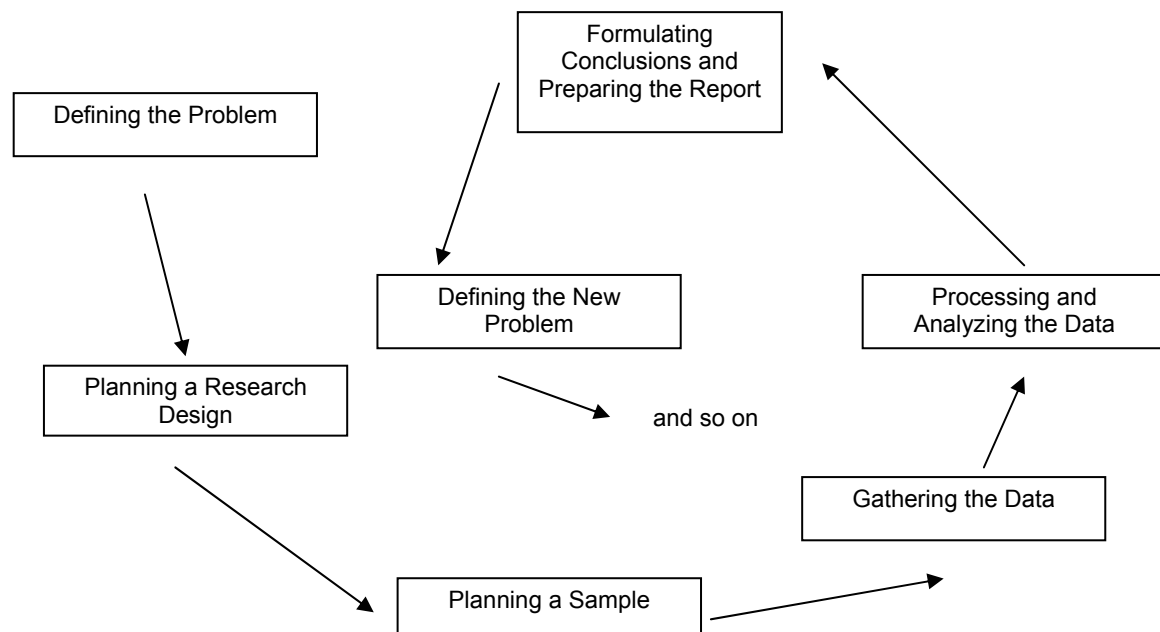 Defining the Problem
Planning a Research
Design
Planning a Sample
Gathering the Data
Processing and
Analyzing the Data
Formulating
Conclusions and
Preparing the Report
Defining the New
Problem
and so on